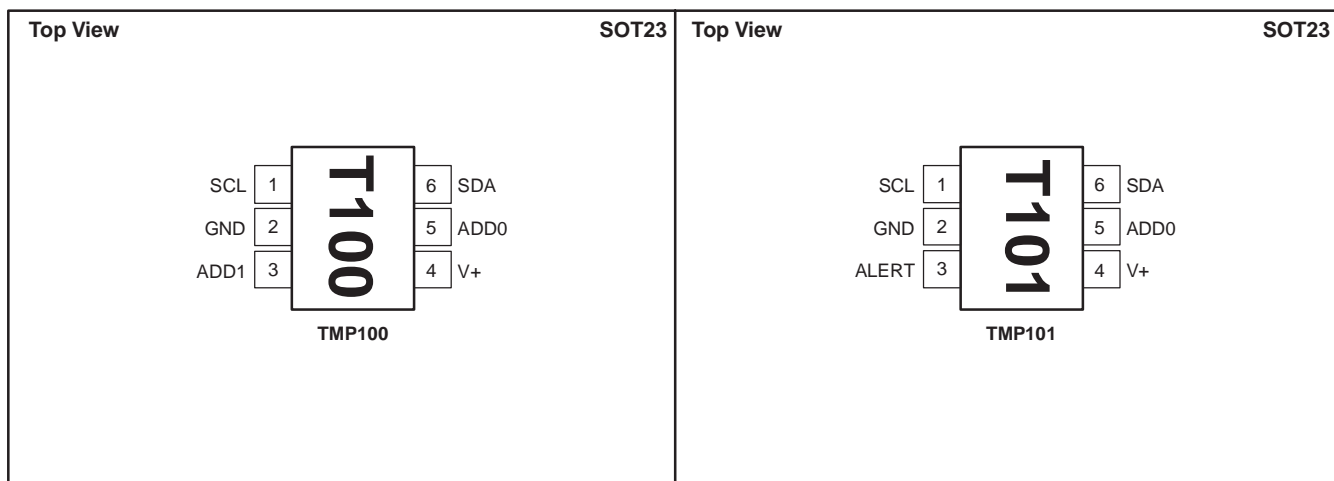 Top View SOT23
SCL 1 T100 6 SDA
GND 2 5 ADD0
ADD1 3 4 V+
TMP100
Top View SOT23
SCL 1 T101 6 SDA
GND 2 5 ADD0
ALERT 3 4 V+
TMP101